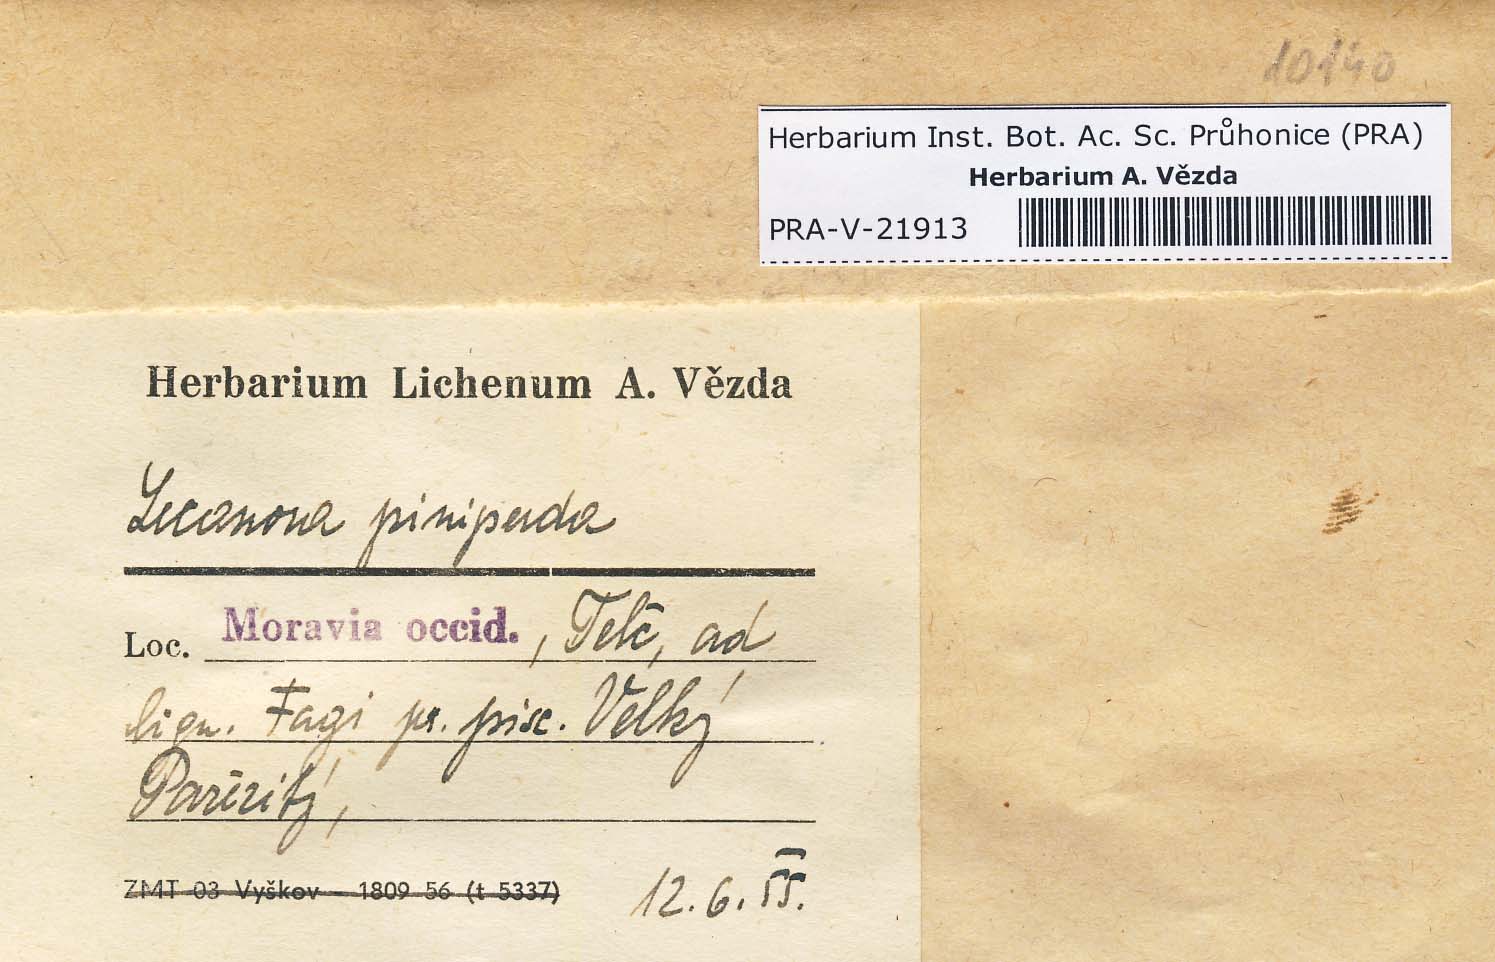 10140
Herbarium Inst. Bot. Ac. Sc. Průhonice (PRA)
Herbarium A. Vězda
PRA-V-21913
Herbarium Lichenum A. Vězda
Lecanora piniperda
Loc. Moravia occid., Telč, ad
lign. Fagi pr. pisc. Velký
Pařezitý,
ZMT 03 Vyškov – 1809 56 (t 5337)
12.6.55.